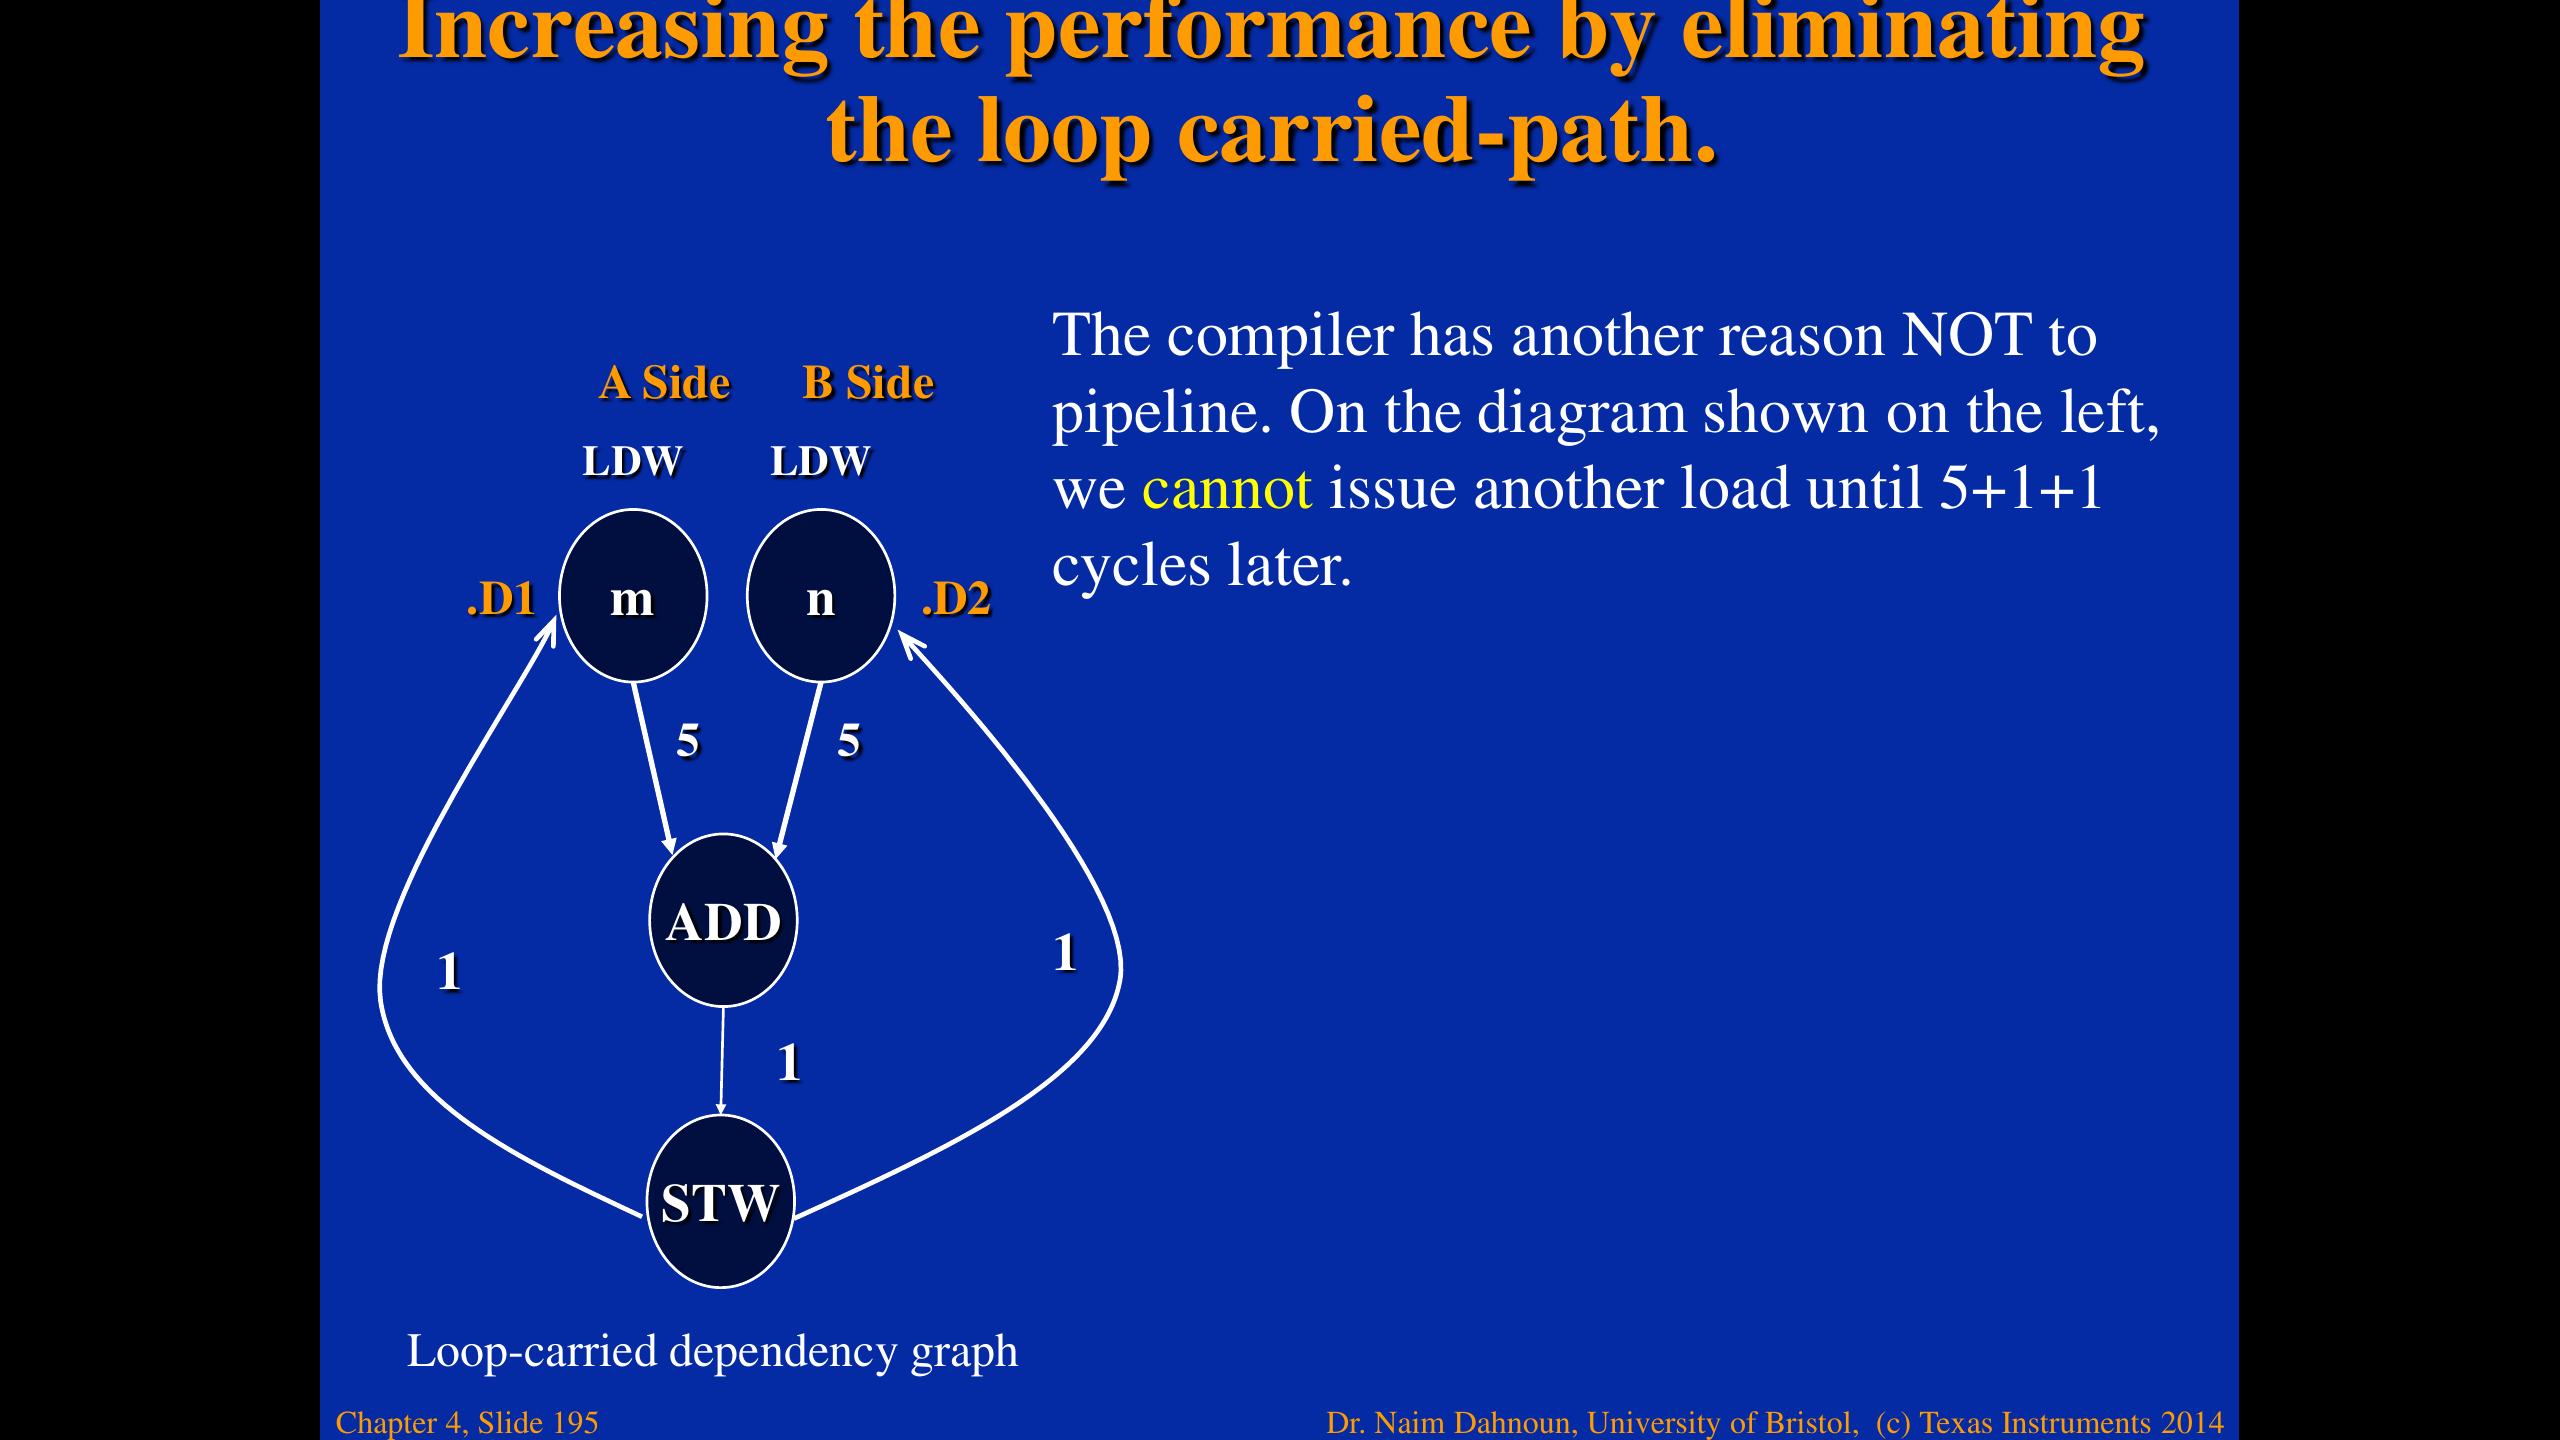 Increasing the performance by eliminating
the loop carried-path.
The compiler has another reason NOT to
pipeline. On the diagram shown on the left,
we cannot issue another load until 5+1+1
cycles later.
A Side B Side
LDW LDW
.D1 m n .D2
5 5
ADD
1 1
1
STW
Loop-carried dependency graph
Chapter 4, Slide 195
Dr. Naim Dahnoun, University of Bristol, (c) Texas Instruments 2014